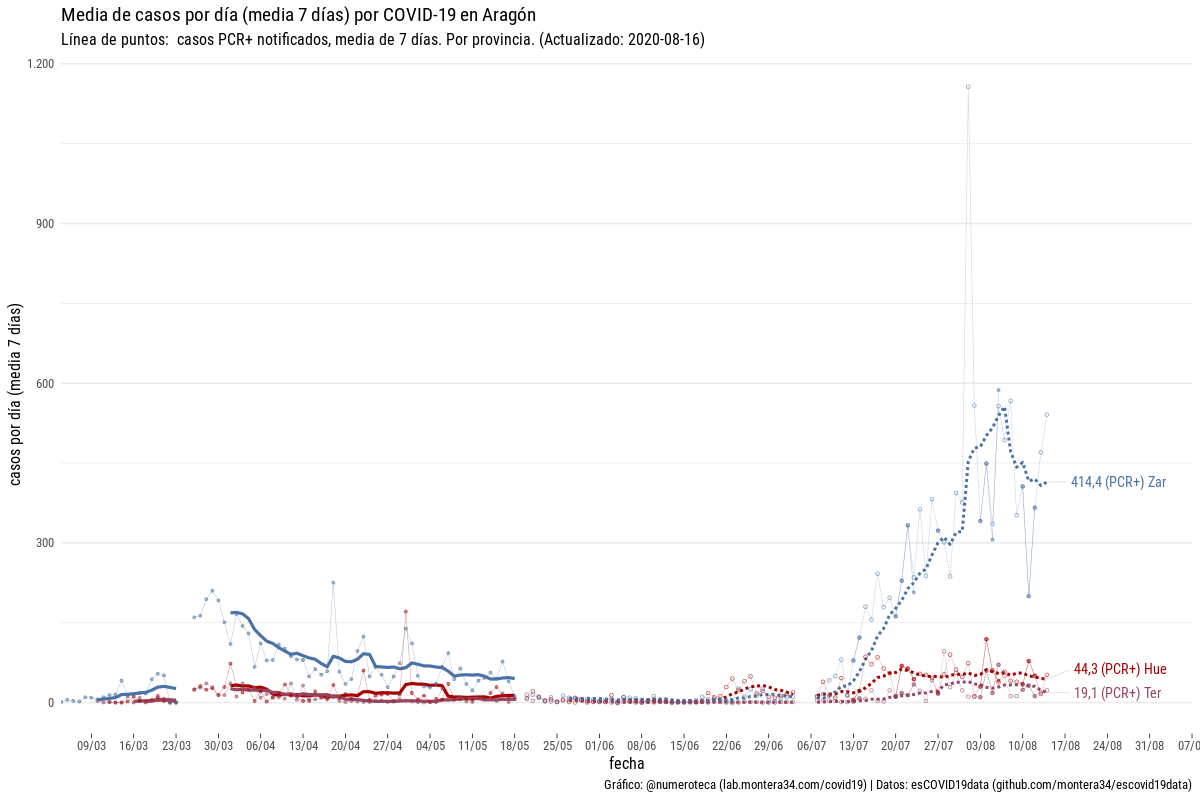 Media de casos por día (media 7 días) por COVID-19 en Aragón
Línea de puntos:  casos PCR+ notificados, media de 7 días. Por provincia. (Actualizado: 2020-08-16)
casos por día (media 7 días)
1.200
900
600
300
0
414,4 (PCR+) Zar
44,3 (PCR+) Hue
19,1 (PCR+) Ter
09/03 16/03 23/03 30/03 06/04 13/04 20/04 27/04 04/05 11/05 18/05 25/05 01/06 08/06 15/06 22/06 29/06 06/07 13/07 20/07 27/07 03/08 10/08 17/08 24/08 31/08 07/0
fecha
Gráfico: @numeroteca (lab.montera34.com/covid19) | Datos: esCOVID19data (github.com/montera34/escovid19data)